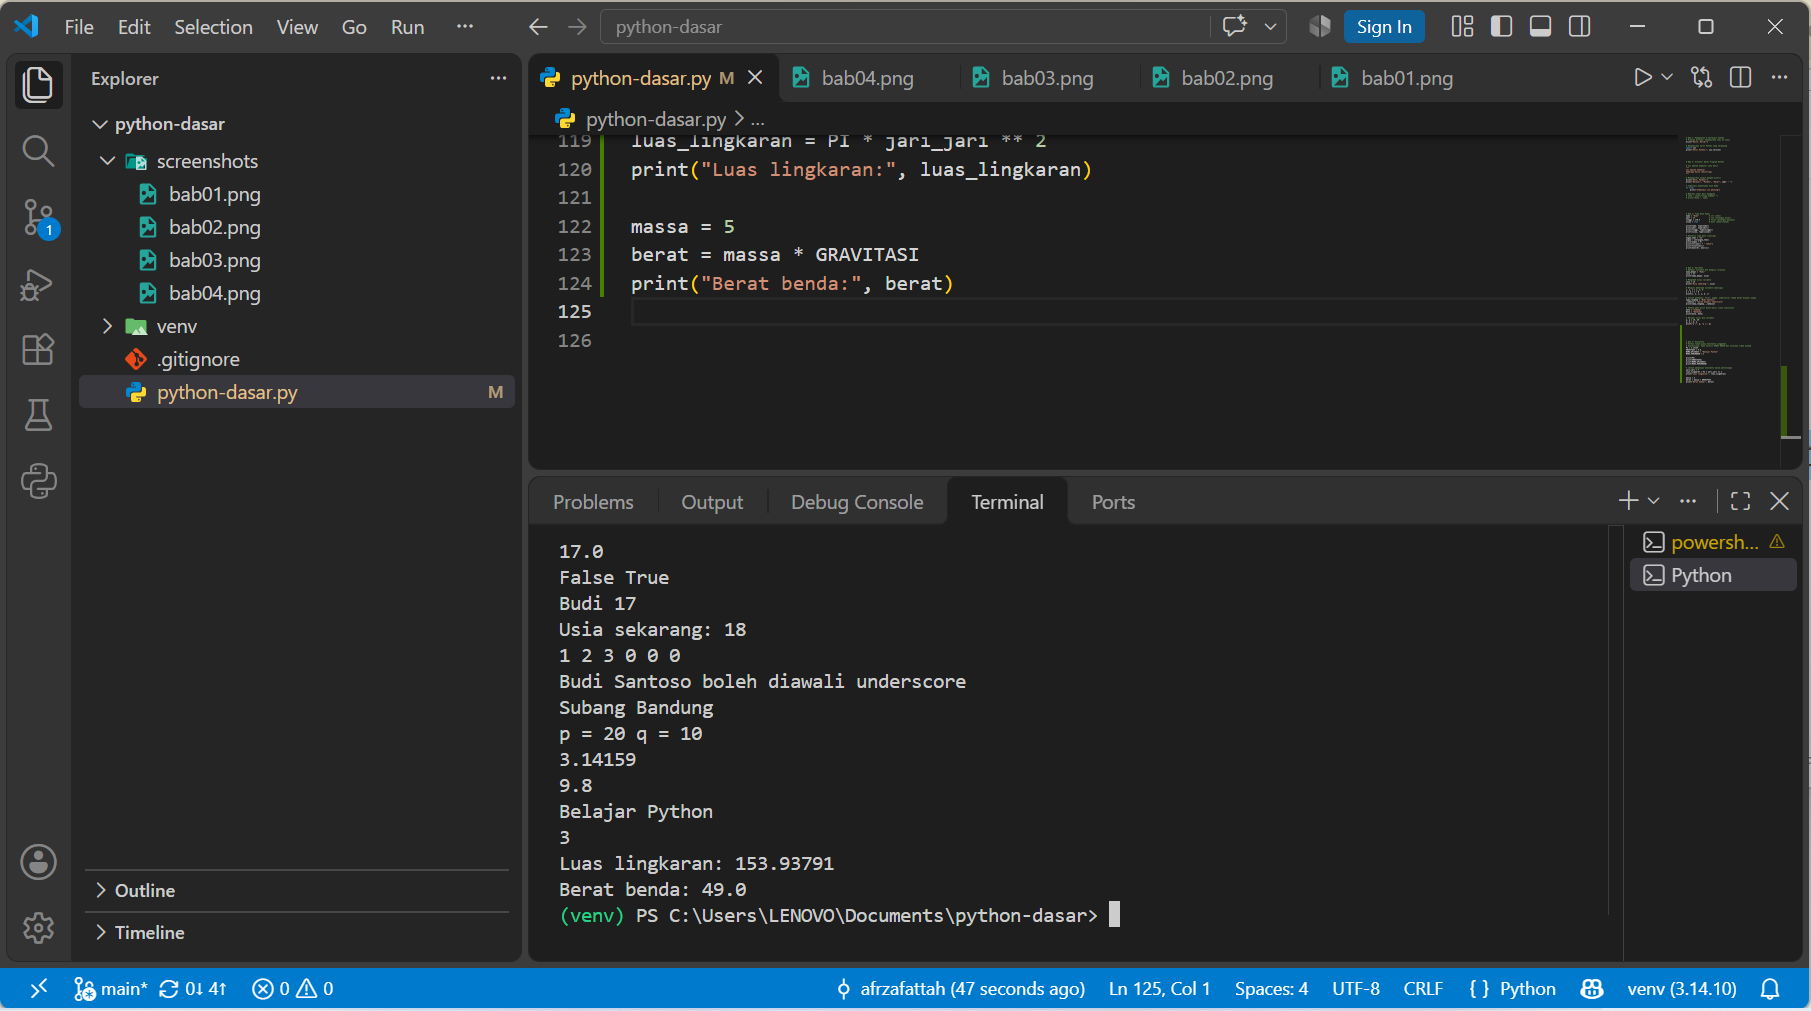 File Edit Selection View Go Run ...
python-dasar
Sign In
Explorer
python-dasar
screenshots
bab01.png
bab02.png
bab03.png
bab04.png
venv
.gitignore
python-dasar.py M
Outline
Timeline
python-dasar.py M
bab04.png
bab03.png
bab02.png
bab01.png
python-dasar.py > ...
119 luas_lingkaran = PI * jari_jari ** 2
120 print("Luas lingkaran:", luas_lingkaran)
121
122 massa = 5
123 berat = massa * GRAVITASI
124 print("Berat benda:", berat)
125
126
Problems Output Debug Console Terminal Ports
17.0
False True
Budi 17
Usia sekarang: 18
1 2 3 0 0 0
Budi Santoso boleh diawali underscore
Subang Bandung
p = 20 q = 10
3.14159
9.8
Belajar Python
3
Luas lingkaran: 153.93791
Berat benda: 49.0
(venv) PS C:\Users\LENOVO\Documents\python-dasar>
powersh...
Python
1
main* 0↓ 4↑ 0 0
afrzafattah (47 seconds ago) Ln 125, Col 1 Spaces: 4 UTF-8 CRLF { } Python venv (3.14.10)